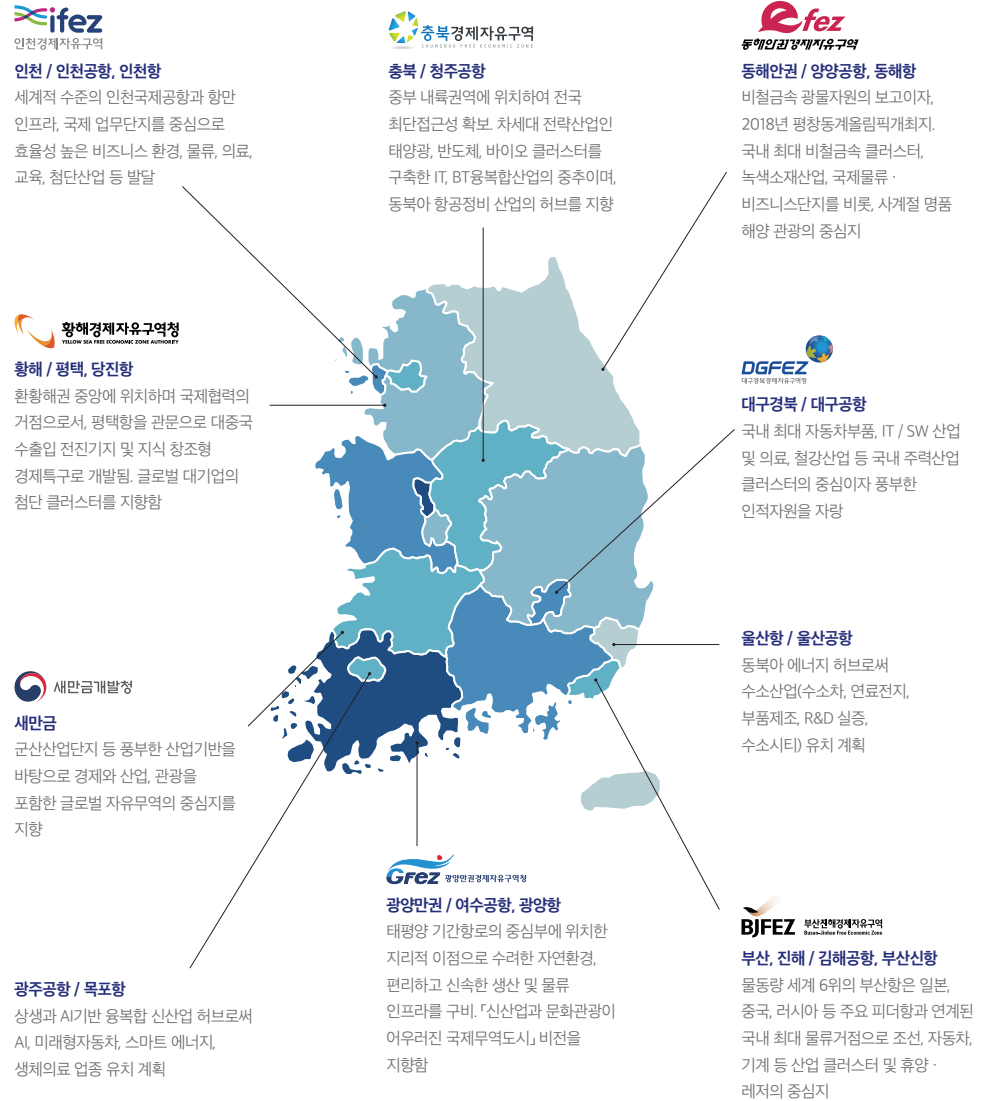 ifez
인천경제자유구역
인천 / 인천공항, 인천항
세계적 수준의 인천국제공항과 항만
인프라, 국제 업무단지를 중심으로
효율성 높은 비즈니스 환경, 물류, 의료,
교육, 첨단산업 등 발달
충북경제자유구역
CHUNGBUK FREE ECONOMIC ZONE
충북 / 청주공항
중부 내륙권역에 위치하여 전국
최단접근성 확보. 차세대 전략산업인
태양광, 반도체, 바이오 클러스터를
구축한 IT, BT융복합산업의 중추이며,
동북아 항공정비 산업의 허브를 지향
efez
동해안권경제자유구역
동해안권 / 양양공항, 동해항
비철금속 광물자원의 보고이자,
2018년 평창동계올림픽개최지.
국내 최대 비철금속 클러스터,
녹색소재산업, 국제물류 ·
비즈니스단지를 비롯, 사계절 명품
해양 관광의 중심지
황해경제자유구역청
YELLOW SEA FREE ECONOMIC ZONE AUTHORITY
황해 / 평택, 당진항
환황해권 중앙에 위치하며 국제협력의
거점으로서, 평택항을 관문으로 대중국
수출입 전진기지 및 지식 창조형
경제특구로 개발됨. 글로벌 대기업의
첨단 클러스터를 지향함
DGFEZ
대구경북경제자유구역청
대구경북 / 대구공항
국내 최대 자동차부품, IT / SW 산업
및 의료, 철강산업 등 국내 주력산업
클러스터의 중심이자 풍부한
인적자원을 자랑
울산항 / 울산공항
동북아 에너지 허브로써
수소산업(수소차, 연료전지,
부품제조, R&D 실증,
수소시티) 유치 계획
새만금개발청
새만금
군산산업단지 등 풍부한 산업기반을
바탕으로 경제와 산업, 관광을
포함한 글로벌 자유무역의 중심지를
지향
광주공항 / 목포항
상생과 AI기반 융복합 신산업 허브로써
AI, 미래형자동차, 스마트 에너지,
생체의료 업종 유치 계획
GFEZ 광양만권경제자유구역청
광양만권 / 여수공항, 광양항
태평양 기간항로의 중심부에 위치한
지리적 이점으로 수려한 자연환경,
편리하고 신속한 생산 및 물류
인프라를 구비. 「신산업과 문화관광이
어우러진 국제무역도시」 비전을
지향함
BJFEZ 부산진해경제자유구역
Busan-Jinhae Free Economic Zone
부산, 진해 / 김해공항, 부산신항
물동량 세계 6위의 부산항은 일본,
중국, 러시아 등 주요 피더항과 연계된
국내 최대 물류거점으로 조선, 자동차,
기계 등 산업 클러스터 및 휴양 ·
레저의 중심지